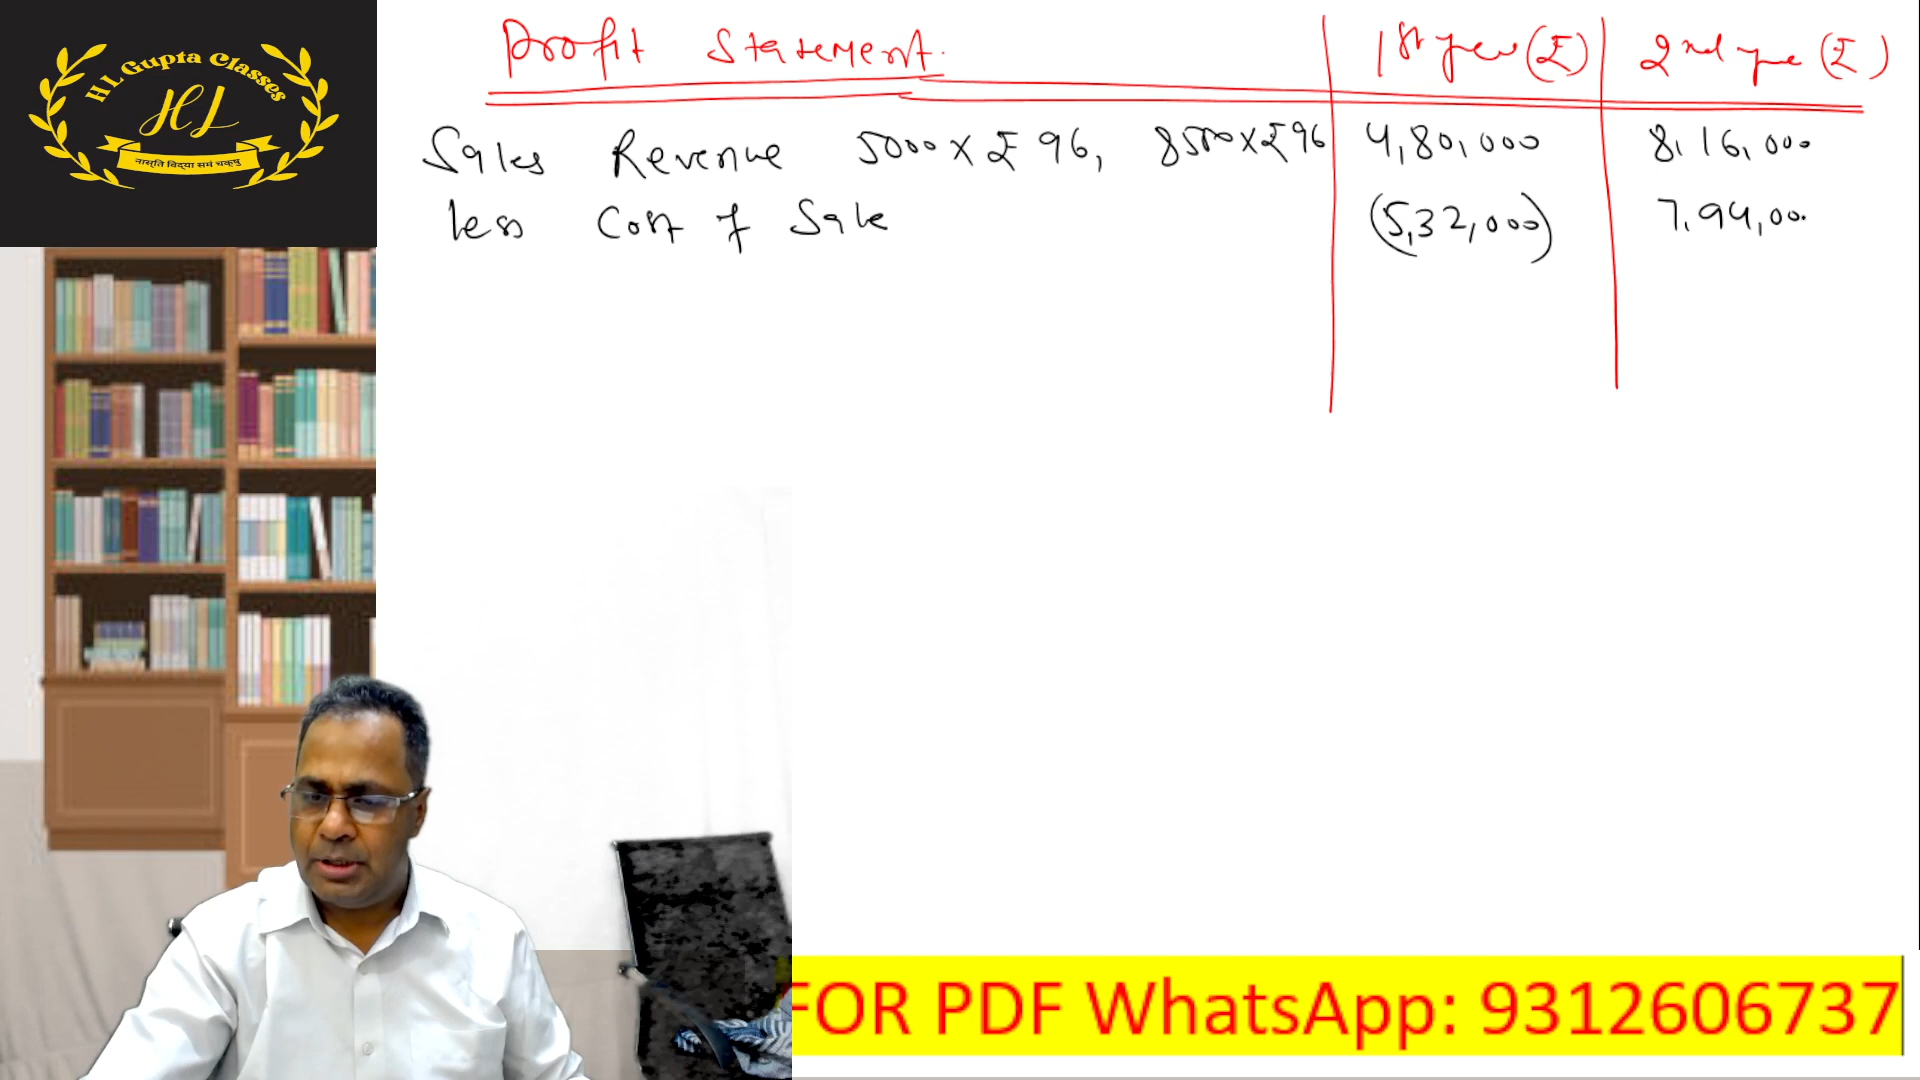 HL Gupta Classes
HL
नास्ति विद्या समं चक्षु
Profit Statement. 1st year (₹) 2nd year (₹)
Sales Revenue 5000 x ₹ 96, 8500 x ₹ 96 4,80,000 8,16,000
less Cost of Sale (5,32,000) 7,94,00.
FOR PDF WhatsApp: 9312606737